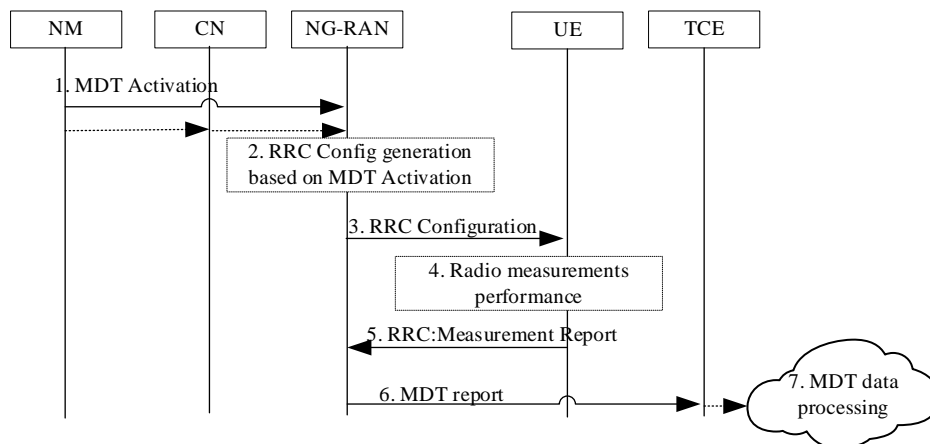 NM CN NG-RAN UE TCE
1. MDT Activation
2. RRC Config generation
based on MDT Activation
3. RRC Configuration
4. Radio measurements
performance
5. RRC:Measurement Report
6. MDT report
7. MDT data
processing